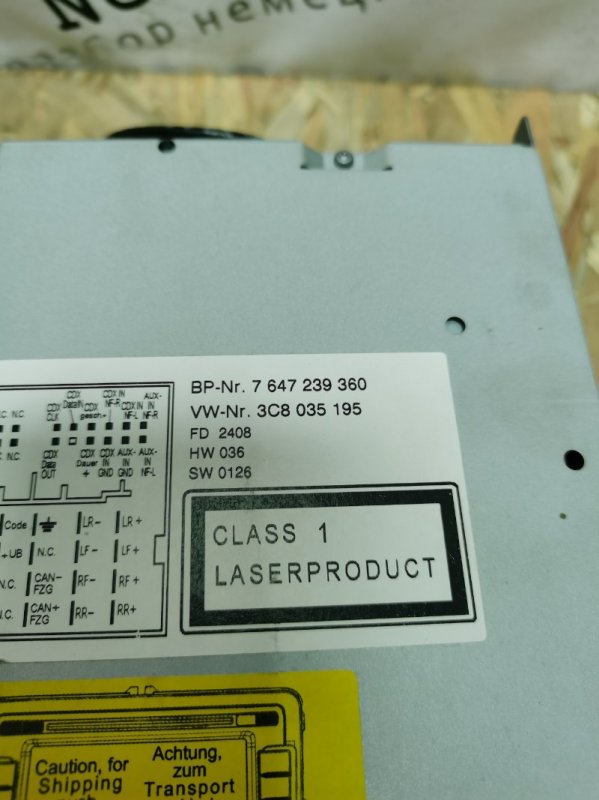 NO
разбор немец
BP-Nr. 7 647 239 360
VW-Nr. 3C8 035 195
FD 2408
HW 036
SW 0126
CLASS 1
LASERPRODUCT
N.C. N.C.
CDX CLK
CDX DataIN
CDX gesch.+
CDX IN NF-R
CDX IN NF-L
AUX-IN NF-R
N.C.
CDX Data OUT
CDX Dauer +
CDX IN GND
AUX-IN GND
AUX-IN NF-L
Code LR- LR+
+UB N.C. LF- LF+
N.C. CAN- FZG RF- RF+
N.C. CAN+ FZG RR- RR+
Caution, for
Shipping
Achtung,
zum
Transport